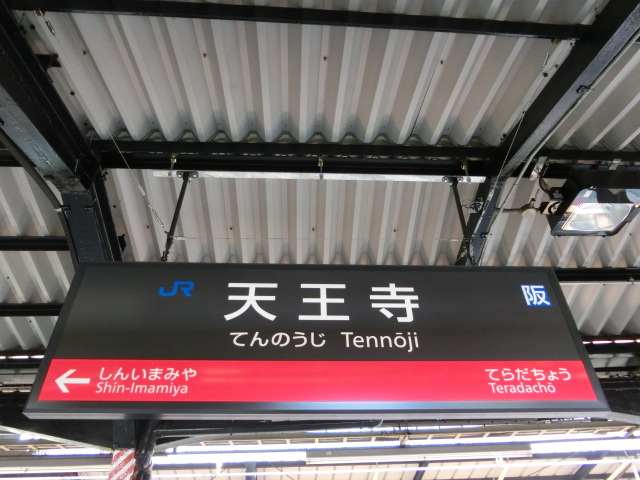 JR 天王寺 阪
てんのうじ Tennōji
← しんいまみや てらだちょう
Shin-Imamiya Teradachō